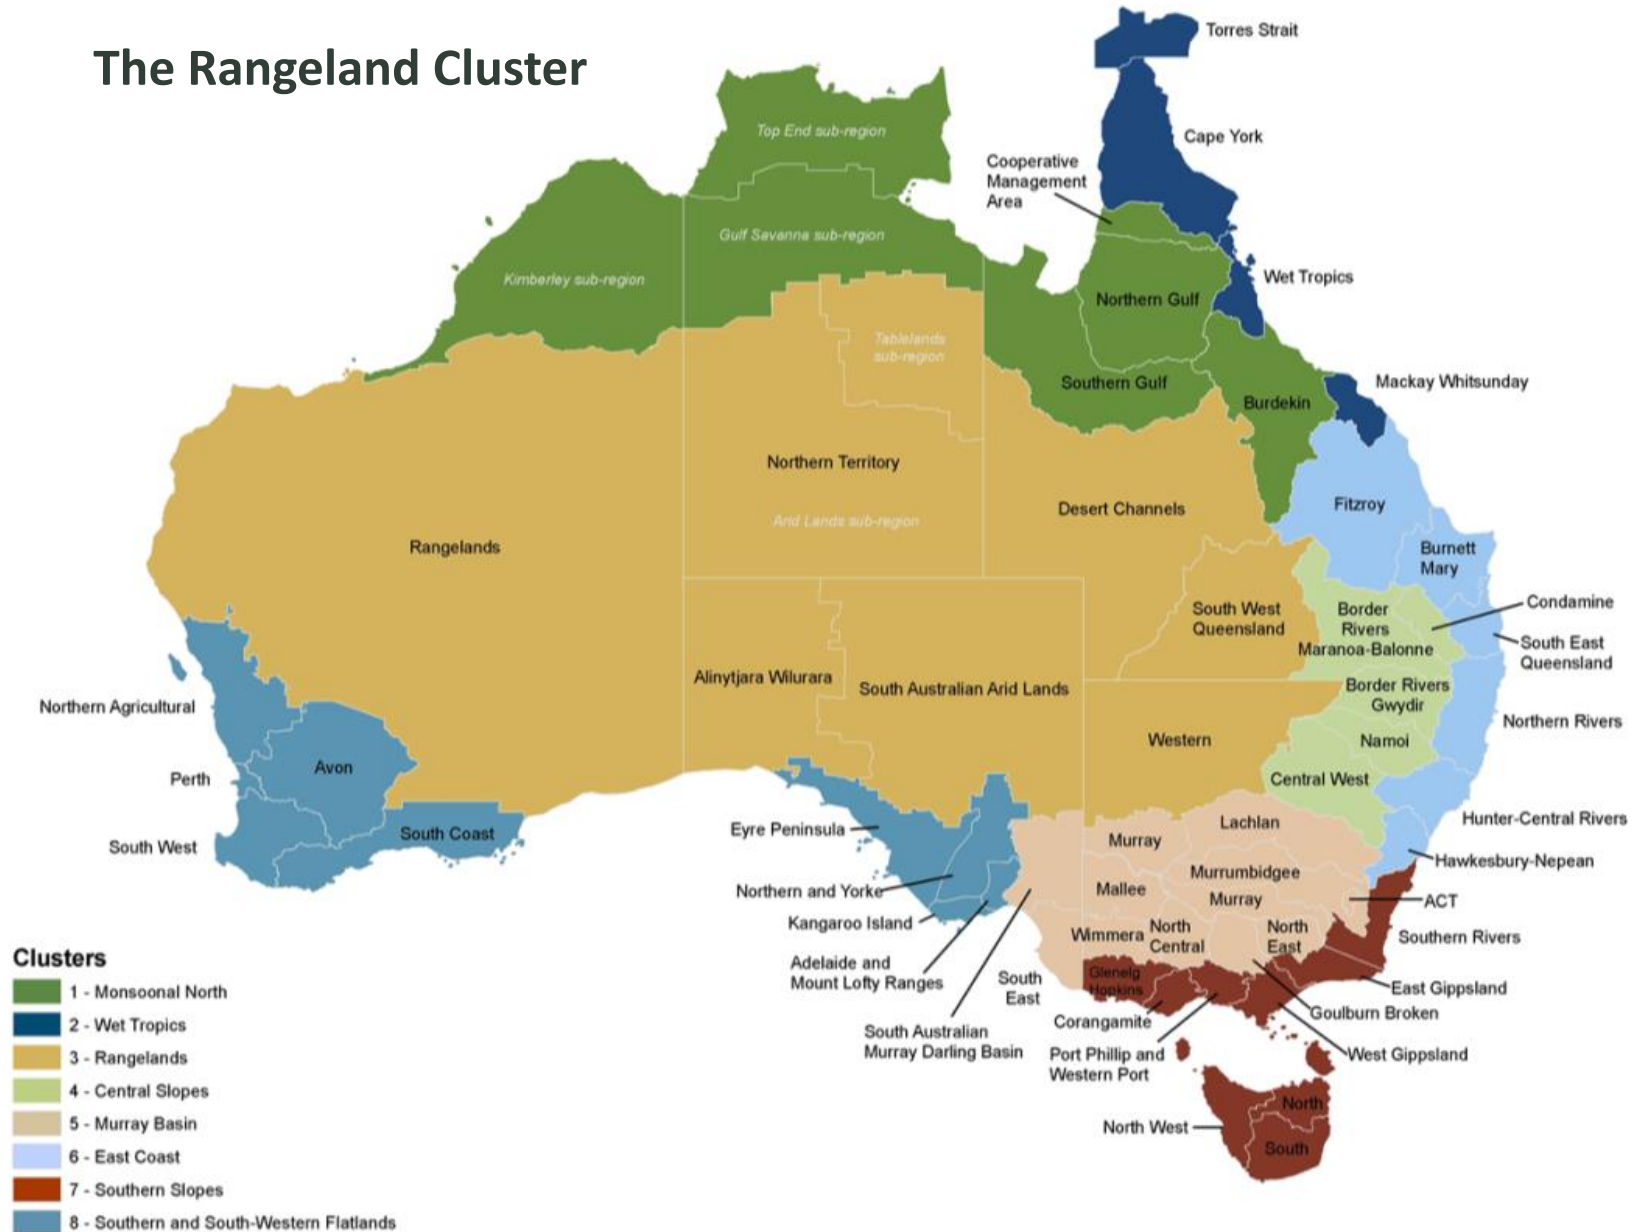 The Rangeland Cluster
Torres Strait
Top End sub-region
Cape York
Cooperative
Management
Area
Gulf Savanna sub-region
Kimberley sub-region
Wet Tropics
Northern Gulf
Tablelands
sub-region
Southern Gulf
Mackay Whitsunday
Burdekin
Northern Territory
Fitzroy
Desert Channels
Arid Lands sub-region
Rangelands
Burnett
Mary
Condamine
South West
Queensland
Border
Rivers
Maranoa-Balonne
South East
Queensland
Alinytjara Wilurara
South Australian Arid Lands
Border Rivers
Gwydir
Northern Agricultural
Northern Rivers
Western
Namoi
Avon
Perth
Central West
Hunter-Central Rivers
Eyre Peninsula
South Coast
Lachlan
Murray
South West
Hawkesbury-Nepean
Murrumbidgee
Northern and Yorke
Mallee
Murray
ACT
Kangaroo Island
Wimmera
North
Central
North
East
Southern Rivers
Adelaide and
Mount Lofty Ranges
South
East
Glenelg
Hopkins
East Gippsland
Goulburn Broken
Corangamite
South Australian
Murray Darling Basin
Port Phillip and
Western Port
West Gippsland
North
North West
South
Clusters
1 - Monsoonal North
2 - Wet Tropics
3 - Rangelands
4 - Central Slopes
5 - Murray Basin
6 - East Coast
7 - Southern Slopes
8 - Southern and South-Western Flatlands